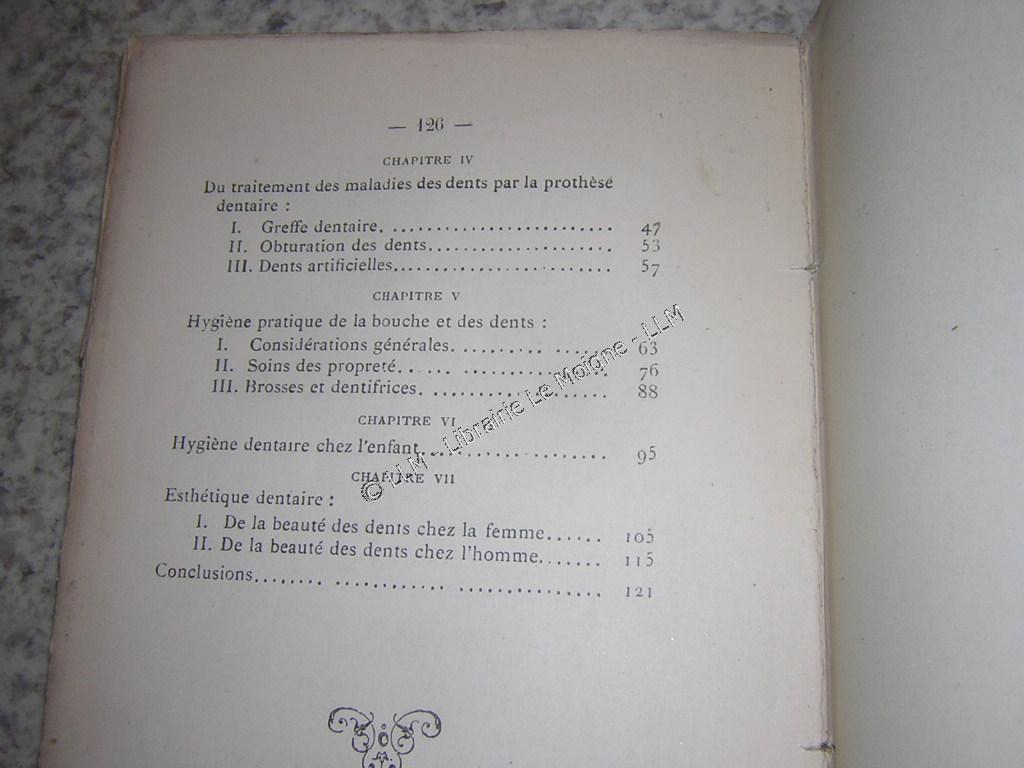 — 126 —
CHAPITRE IV
Du traitement des maladies des dents par la prothèse
dentaire :
I. Greffe dentaire. .......................... 47
II. Obturation des dents...................... 53
III. Dents artificielles........................ 57
CHAPITRE V
Hygiène pratique de la bouche et des dents :
I. Considérations générales. .......... ...... 63
II. Soins des propreté. .................... 76
III. Brosses et dentifrices. .................... 88
CHAPITRE VI
Hygiène dentaire chez l'enfant....................... 95
CHAPITRE VII
Esthétique dentaire :
I. De la beauté des dents chez la femme...... 105
II. De la beauté des dents chez l'homme....... 115
Conclusions......... ............ ................ 121
© LLM - Librairie Le Moigne - LLM